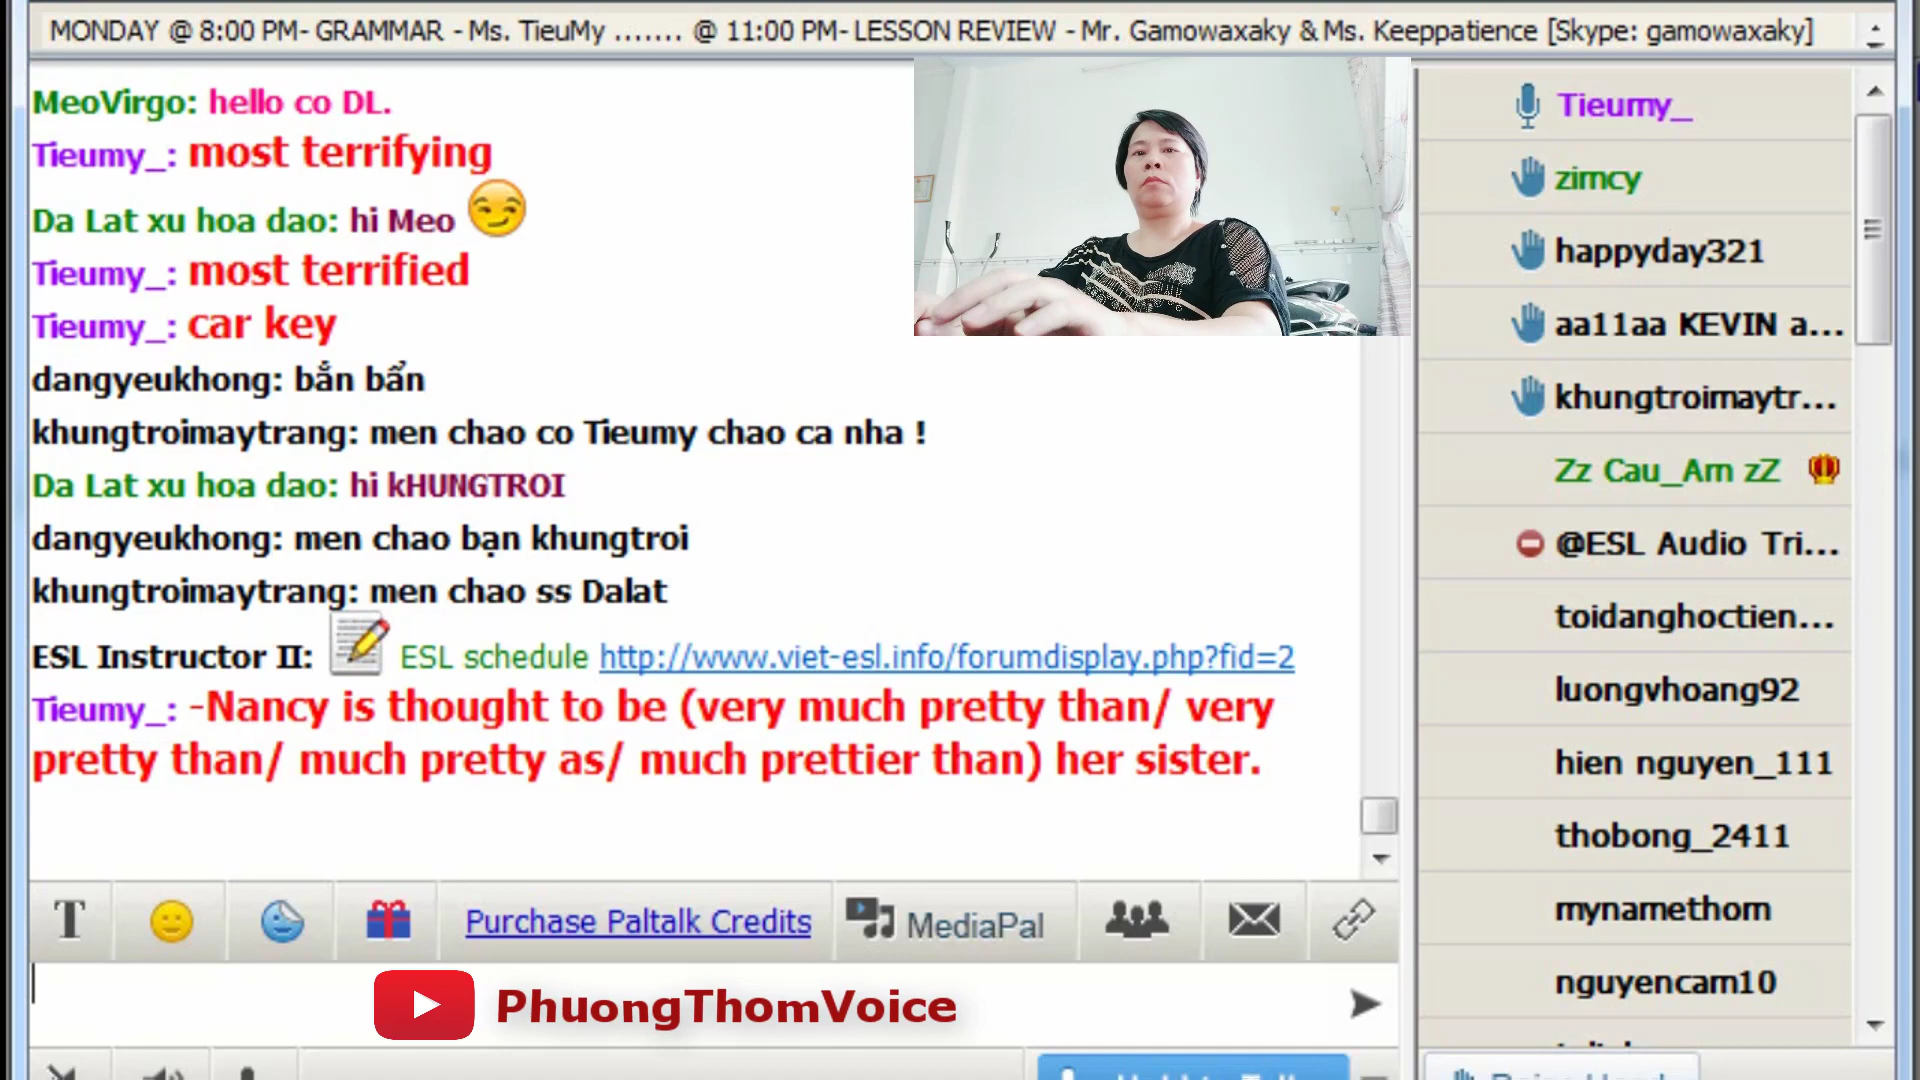 MONDAY @ 8:00 PM- GRAMMAR - Ms. TieuMy ....... @ 11:00 PM- LESSON REVIEW - Mr. Gamowaxaky & Ms. Keeppatience [Skype: gamowaxaky]
MeoVirgo: hello co DL.
Tieumy_: most terrifying
Da Lat xu hoa dao: hi Meo
Tieumy_: most terrified
Tieumy_: car key
dangyeukhong: bẳn bẩn
khungtroimaytrang: men chao co Tieumy chao ca nha !
Da Lat xu hoa dao: hi kHUNGTROI
dangyeukhong: men chao bạn khungtroi
khungtroimaytrang: men chao ss Dalat
ESL Instructor II: ESL schedule http://www.viet-esl.info/forumdisplay.php?fid=2
Tieumy_: -Nancy is thought to be (very much pretty than/ very
pretty than/ much pretty as/ much prettier than) her sister.
T
Purchase Paltalk Credits
MediaPal
PhuongThomVoice
Tieumy_
zimcy
happyday321
aa11aa KEVIN a...
khungtroimaytr...
Zz Cau_Am zZ
@ESL Audio Tri...
toidanghoctien...
luongvhoang92
hien nguyen_111
thobong_2411
mynamethom
nguyencam10